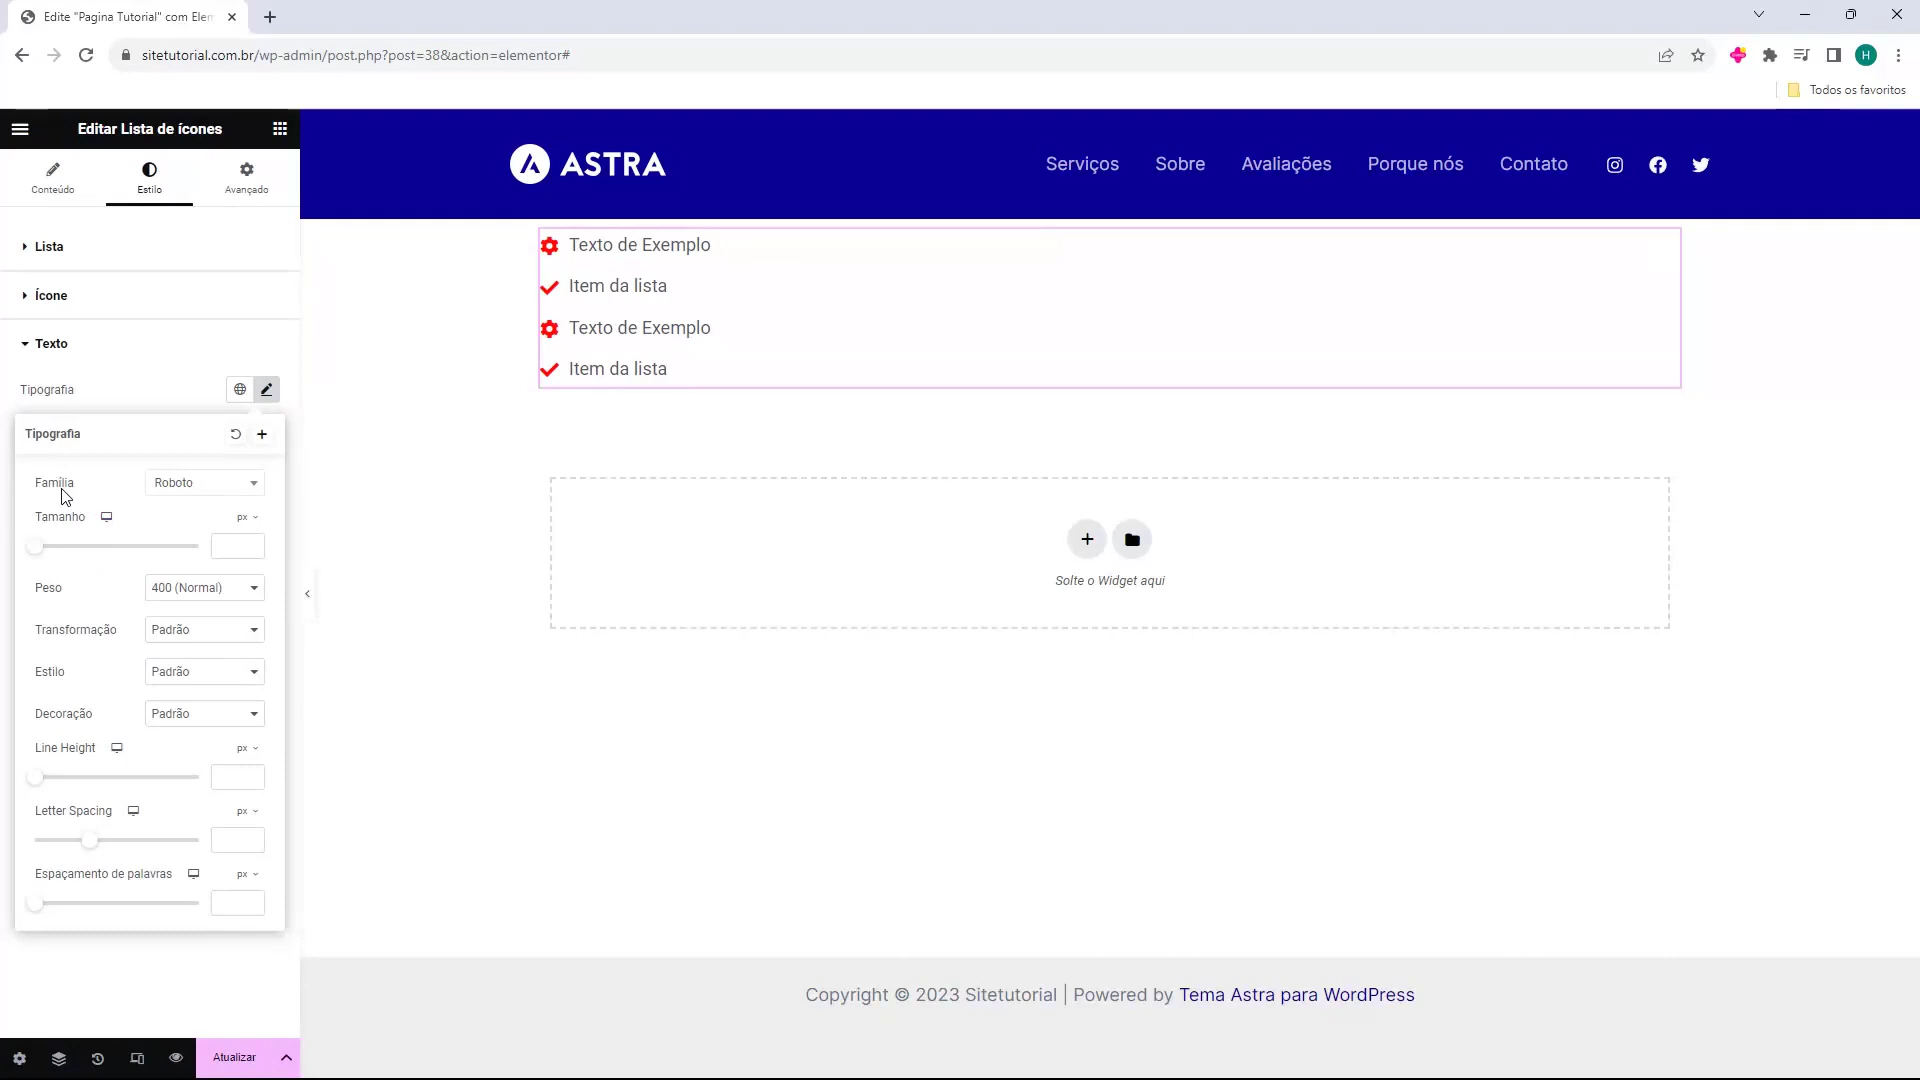 Edite "Pagina Tutorial" com Elem
sitetutorial.com.br/wp-admin/post.php?post=38&action=elementor#
H
Todos os favoritos
Editar Lista de ícones
Conteúdo
Estilo
Avançado
Lista
Ícone
Texto
Tipografia
Tipografia
Família
Roboto
Tamanho
px
Peso
400 (Normal)
Transformação
Padrão
Estilo
Padrão
Decoração
Padrão
Line Height
px
Letter Spacing
px
Espaçamento de palavras
px
Atualizar
ASTRA
Serviços
Sobre
Avaliações
Porque nós
Contato
Texto de Exemplo
Item da lista
Texto de Exemplo
Item da lista
Solte o Widget aqui
Copyright © 2023 Sitetutorial | Powered by Tema Astra para WordPress